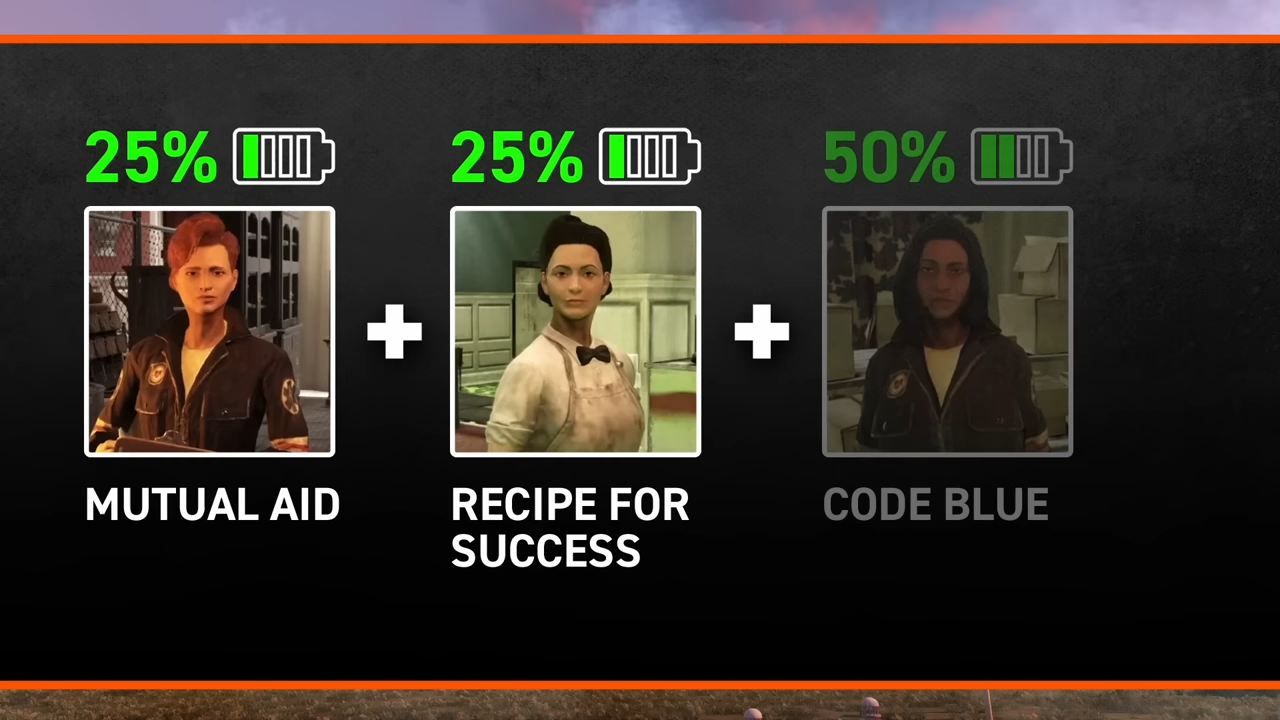 25%
25%
50%
MUTUAL AID
RECIPE FOR
SUCCESS
CODE BLUE